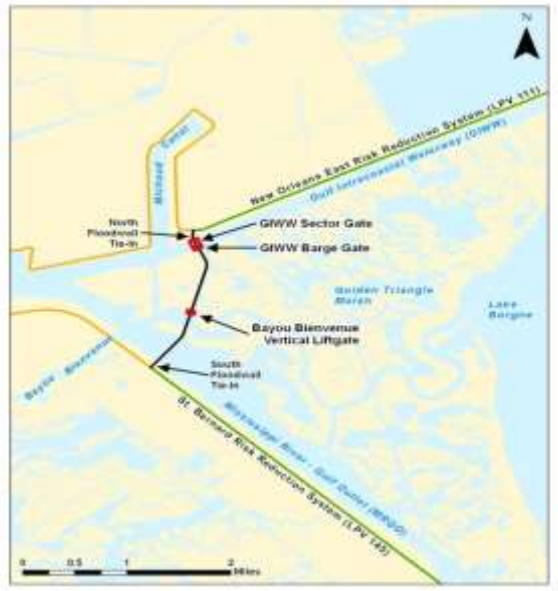 N
New Orleans East Risk Reduction System (LPV 111)
Gulf Intracoastal Waterway (GIWW)
Michoud Canal
North
Floodwall
Tie-In
GIWW Sector Gate
GIWW Barge Gate
Golden Triangle
Marsh
Lake
Borgne
Bayou Bienvenue
Vertical Liftgate
Bayou Bienvenue
South
Floodwall
Tie-In
Mississippi River - Gulf Outlet (MRGO)
St. Bernard Risk Reduction System (LPV 145)
0 0.5 1 2
Miles